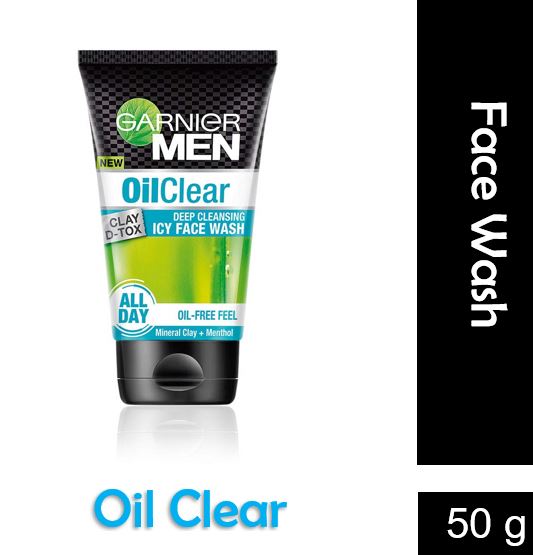 GARNIER
MEN
NEW
OilClear
CLAY
D-TOX
DEEP CLEANSING
ICY FACE WASH
ALL
DAY
OIL-FREE FEEL
Mineral Clay + Menthol
Oil Clear
Face Wash
50 g